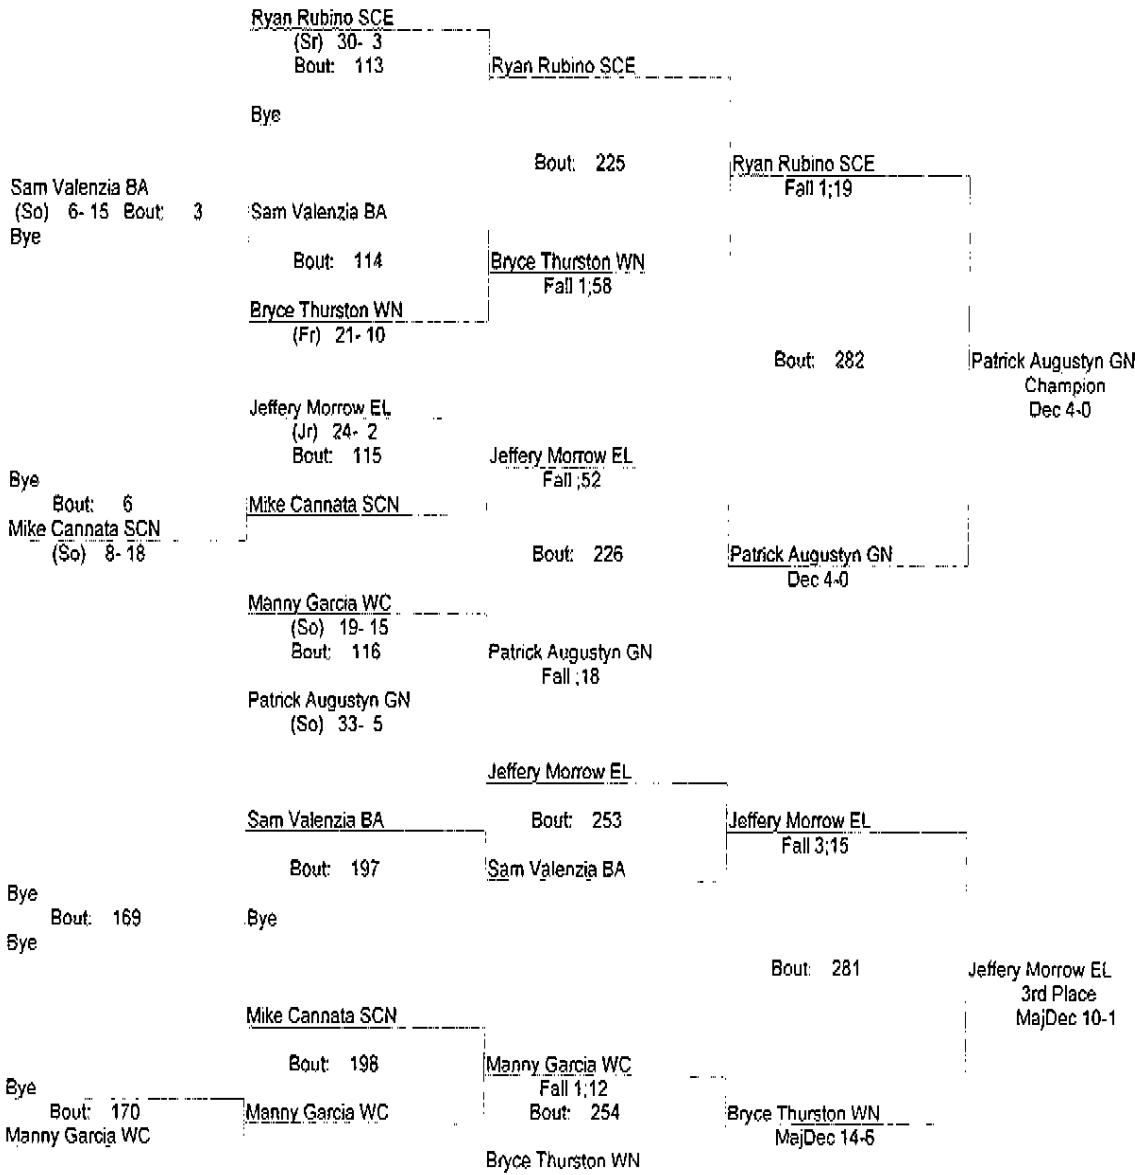 Ryan Rubino SCE
(Sr) 30- 3
Bout: 113
Ryan Rubino SCE
Bye
Bout: 225
Ryan Rubino SCE
Fall 1;19
Sam Valenzia BA
(So) 6- 15 Bout: 3
Sam Valenzia BA
Bye
Bout: 114
Bryce Thurston WN
Fall 1;58
Bryce Thurston WN
(Fr) 21- 10
Bout: 282
Patrick Augustyn GN
Champion
Dec 4-0
Jeffery Morrow EL
(Jr) 24- 2
Bout: 115
Jeffery Morrow EL
Fall ;52
Bye
Bout: 6
Mike Cannata SCN
Mike Cannata SCN
(So) 8- 18
Bout: 226
Patrick Augustyn GN
Dec 4-0
Manny Garcia WC
(So) 19- 15
Bout: 116
Patrick Augustyn GN
Fall ;18
Patrick Augustyn GN
(So) 33- 5
Jeffery Morrow EL
Sam Valenzia BA
Bout: 253
Jeffery Morrow EL
Fall 3;15
Bout: 197
Sam Valenzia BA
Bye
Bout: 169
Bye
Bye
Bout: 281
Jeffery Morrow EL
3rd Place
MajDec 10-1
Mike Cannata SCN
Bout: 198
Manny Garcia WC
Fall 1;12
Bye
Bout: 170
Manny Garcia WC
Manny Garcia WC
Bout: 254
Bryce Thurston WN
MajDec 14-6
Bryce Thurston WN